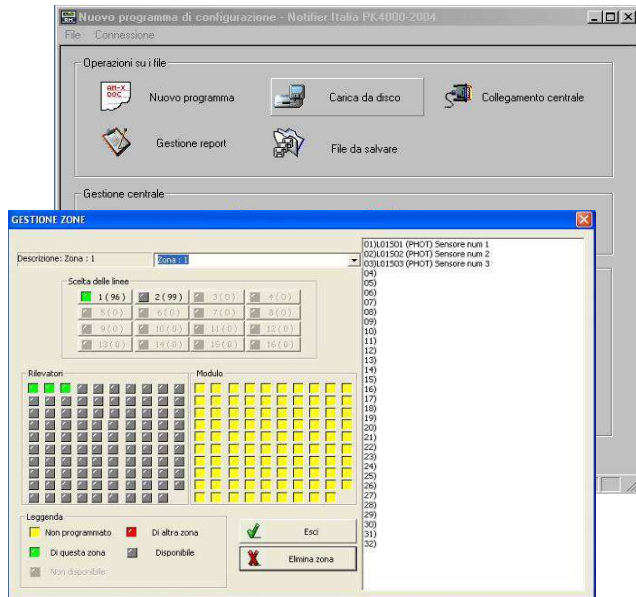 Nuovo programma di configurazione - Notifier Italia PK4000-2004
File Connessione
Operazioni su i file
AM-X
DOC
Nuovo programma
Carica da disco
Collegamento centrale
Gestione report
File da salvare
Gestione centrale
GESTIONE ZONE
Descrizione: Zona : 1
Zona : 1
Scelta delle linee
1 ( 96 ) 2 ( 99 ) 3 ( 0 ) 4 ( 0 )
5 ( 0 ) 6 ( 0 ) 7 ( 0 ) 8 ( 0 )
9 ( 0 ) 10 ( 0 ) 11 ( 0 ) 12 ( 0 )
13 ( 0 ) 14 ( 0 ) 15 ( 0 ) 16 ( 0 )
Rilevatori
Modulo
Leggenda
Non programmato
Di altra zona
Di questa zona
Disponibile
Non disponibile
Esci
Elimina zona
01)L01S01 (PHOT) Sensore num 1
02)L01S02 (PHOT) Sensore num 2
03)L01S03 (PHOT) Sensore num 3
04)
05)
06)
07)
08)
09)
10)
11)
12)
13)
14)
15)
16)
17)
18)
19)
20)
21)
22)
23)
24)
25)
26)
27)
28)
29)
30)
31)
32)